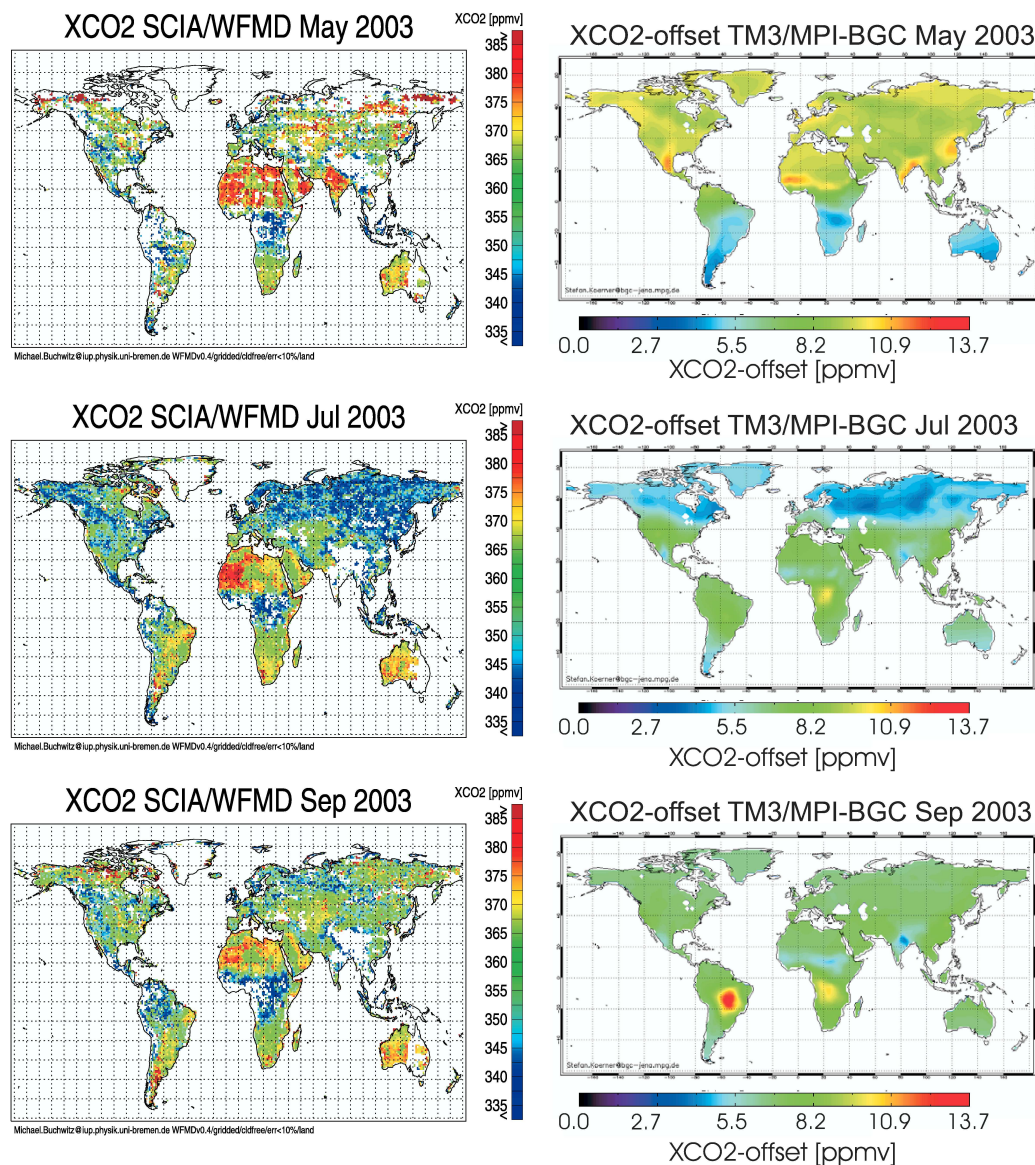 XCO2 SCIA/WFMD May 2003
XCO2 [ppmv]
385
380
375
370
365
360
355
350
345
340
335
Michael.Buchwitz@iup.physik.uni-bremen.de WFMDv0.4/gridded/cldfree/err<10%/land
XCO2-offset TM3/MPI-BGC May 2003
Stefan.Koerner@bgc-jena.mpg.de
0.0 2.7 5.5 8.2 10.9 13.7
XCO2-offset [ppmv]
XCO2 SCIA/WFMD Jul 2003
XCO2 [ppmv]
385
380
375
370
365
360
355
350
345
340
335
Michael.Buchwitz@iup.physik.uni-bremen.de WFMDv0.4/gridded/cldfree/err<10%/land
XCO2-offset TM3/MPI-BGC Jul 2003
Stefan.Koerner@bgc-jena.mpg.de
0.0 2.7 5.5 8.2 10.9 13.7
XCO2-offset [ppmv]
XCO2 SCIA/WFMD Sep 2003
XCO2 [ppmv]
385
380
375
370
365
360
355
350
345
340
335
Michael.Buchwitz@iup.physik.uni-bremen.de WFMDv0.4/gridded/cldfree/err<10%/land
XCO2-offset TM3/MPI-BGC Sep 2003
Stefan.Koerner@bgc-jena.mpg.de
0.0 2.7 5.5 8.2 10.9 13.7
XCO2-offset [ppmv]